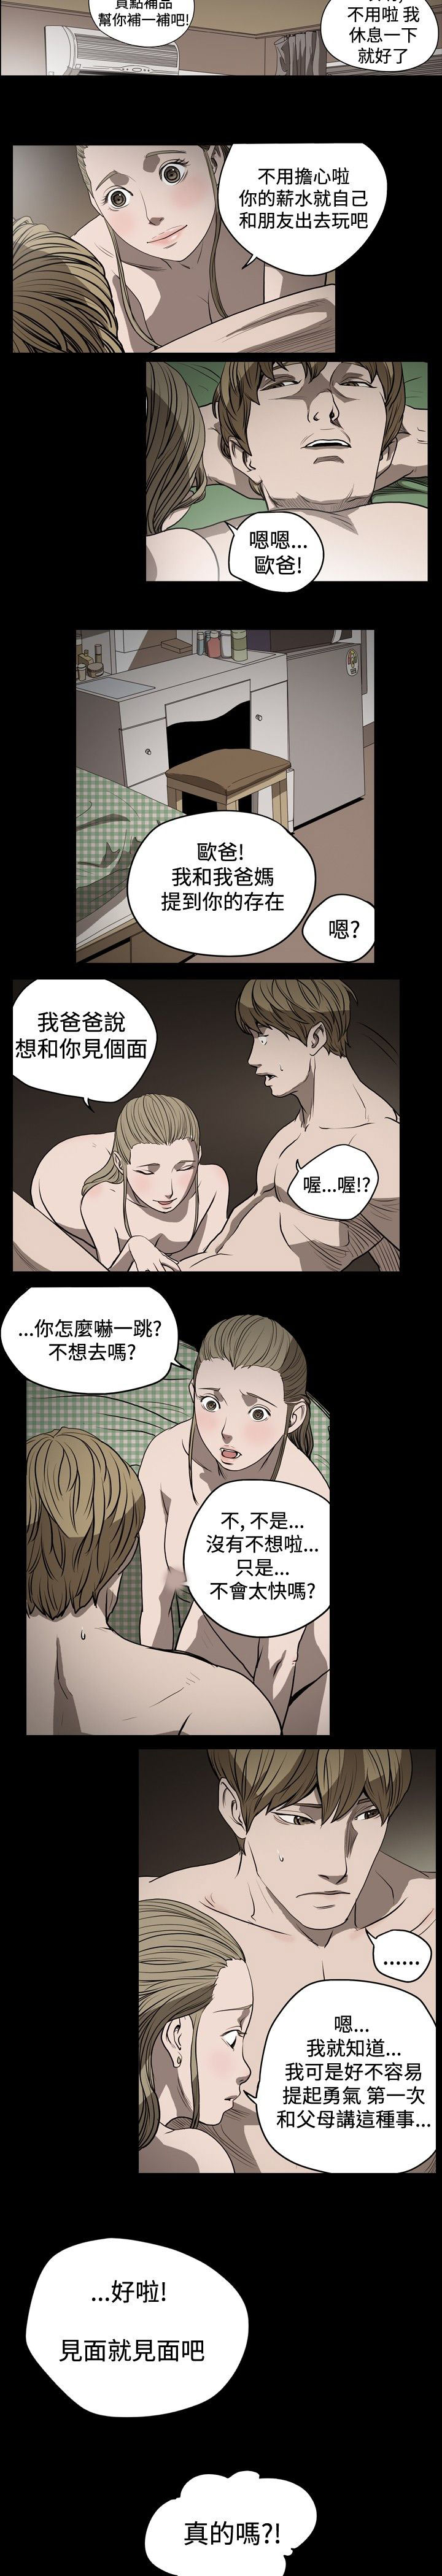 買點補品
幫你補一補吧!
不用啦 我
休息一下
就好了
不用擔心啦
你的薪水就自己
和朋友出去玩吧
嗯嗯...
歐爸!
歐爸!
我和我爸媽
提到你的存在
嗯?
我爸爸說
想和你見個面
喔...喔!?
...你怎麼嚇一跳?
不想去嗎?
不, 不是...
沒有不想啦...
只是...
不會太快嗎?
......
嗯...
我就知道...
我可是好不容易
提起勇氣 第一次
和父母講這種事...
...好啦!
見面就見面吧
真的嗎?!